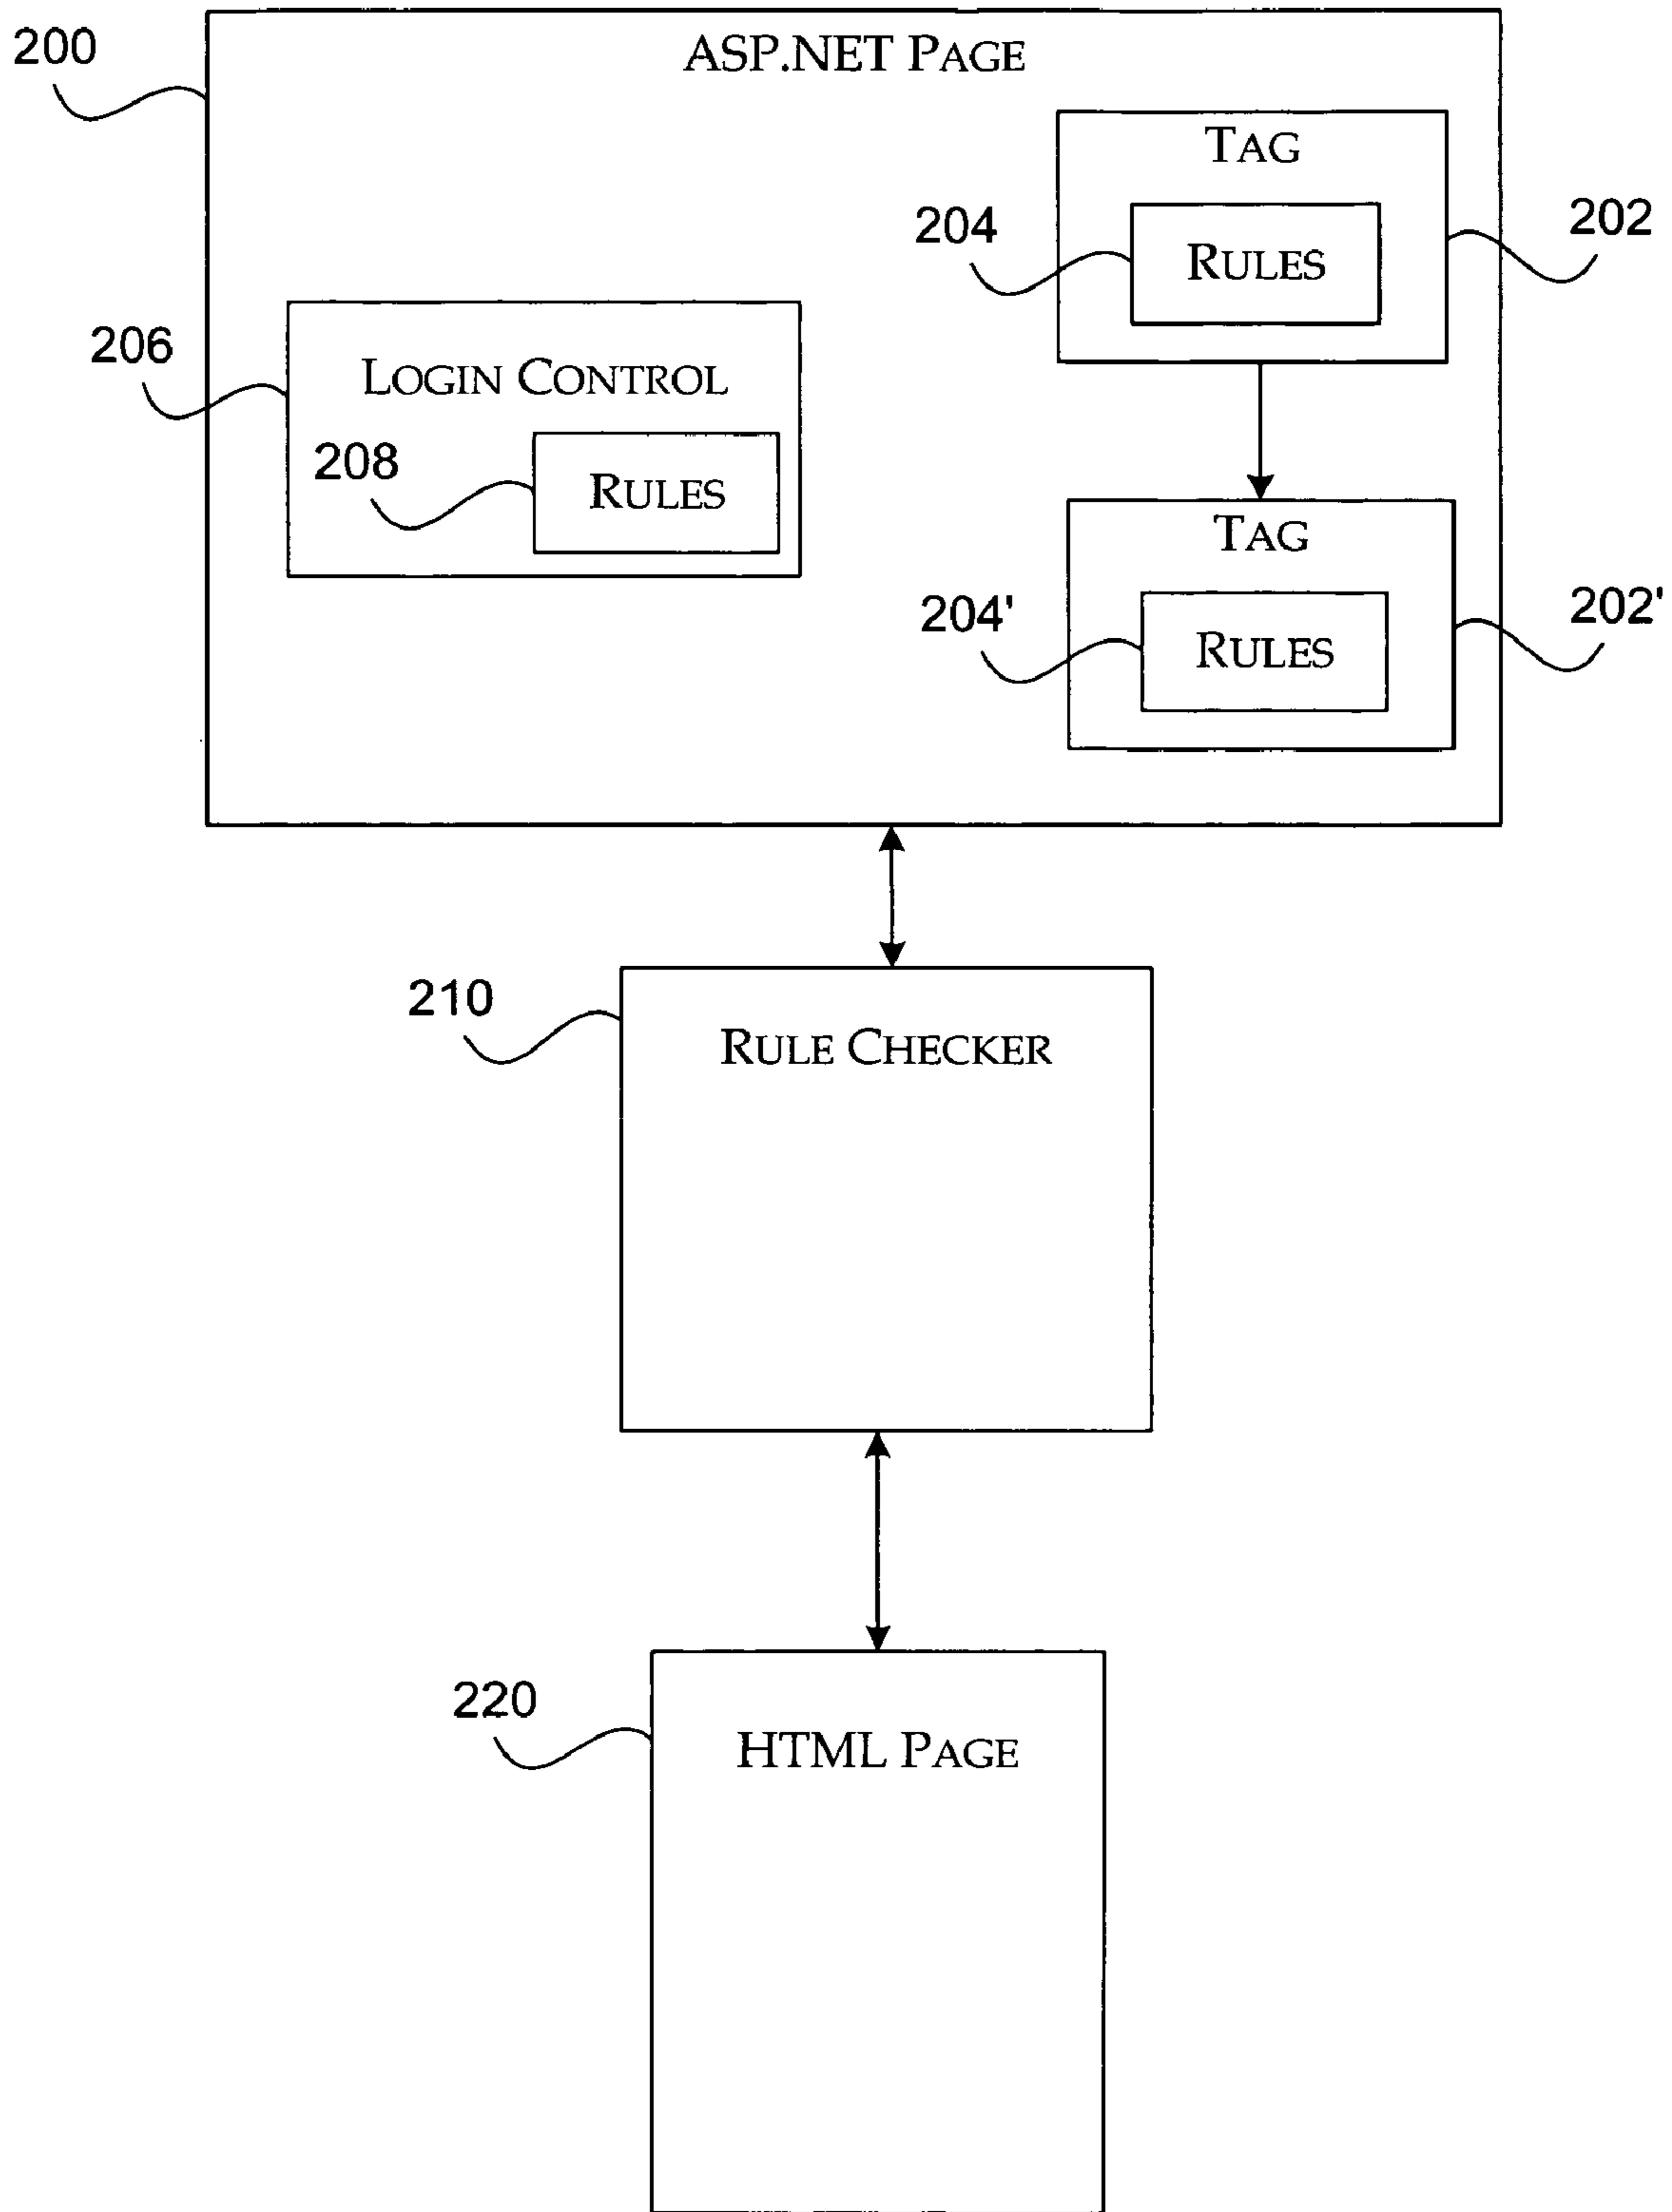 200
ASP.NET PAGE
TAG
204
RULES
202
206
LOGIN CONTROL
208
RULES
TAG
204'
RULES
202'
210
RULE CHECKER
220
HTML PAGE